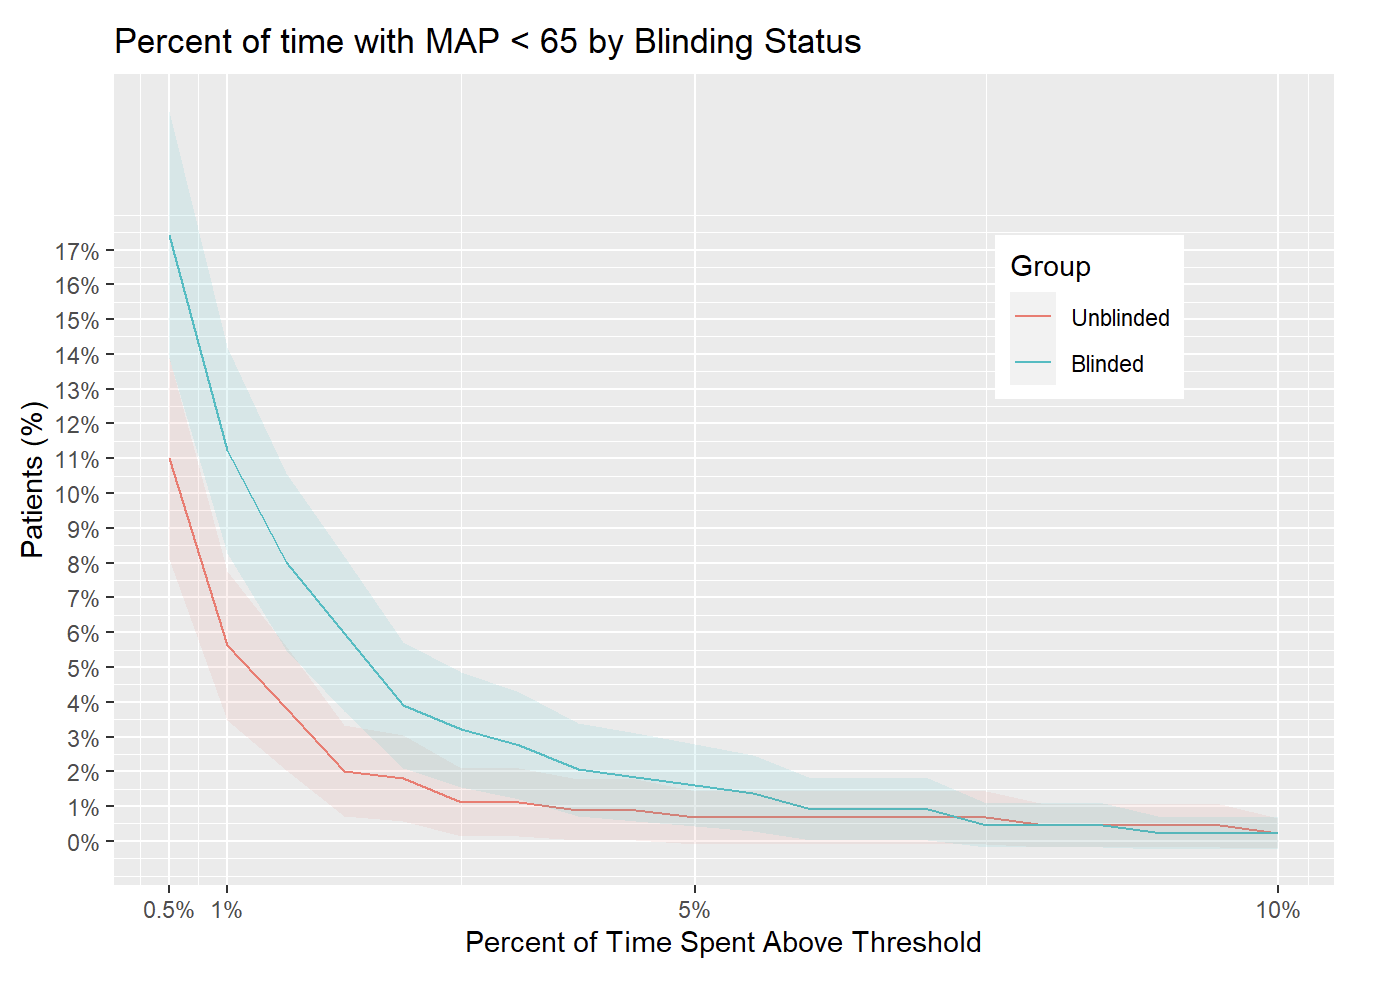 Percent of time with MAP < 65 by Blinding Status
Patients (%)
17%
16%
15%
14%
13%
12%
11%
10%
9%
8%
7%
6%
5%
4%
3%
2%
1%
0%
Group
Unblinded
Blinded
0.5% 1% 5% 10%
Percent of Time Spent Above Threshold